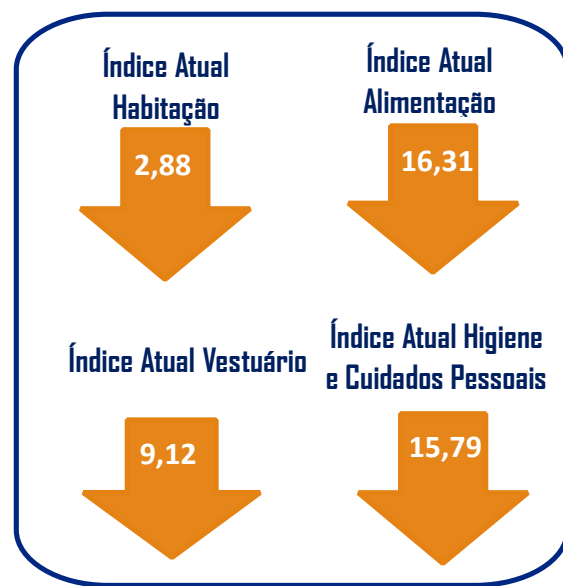 Índice Atual
Habitação
2,88
Índice Atual
Alimentação
16,31
Índice Atual Vestuário
9,12
Índice Atual Higiene
e Cuidados Pessoais
15,79